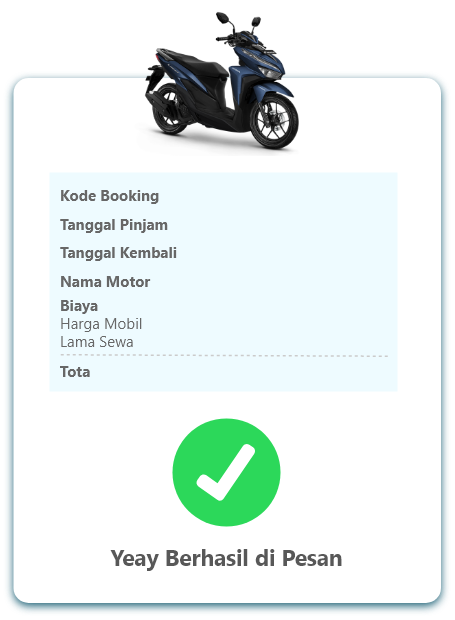 Kode Booking
Tanggal Pinjam
Tanggal Kembali
Nama Motor
Biaya
Harga Mobil
Lama Sewa
Tota
Yeay Berhasil di Pesan